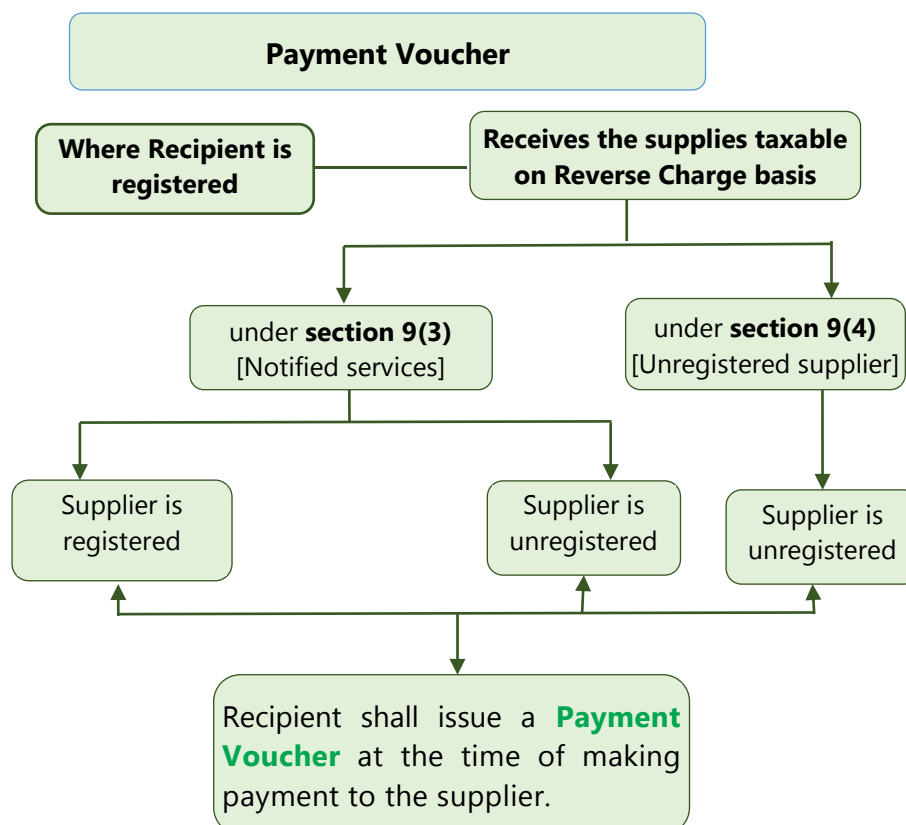 Payment Voucher
Where Recipient is
registered
Receives the supplies taxable
on Reverse Charge basis
under section 9(3)
[Notified services]
under section 9(4)
[Unregistered supplier]
Supplier is
registered
Supplier is
unregistered
Supplier is
unregistered
Recipient shall issue a Payment
Voucher at the time of making
payment to the supplier.